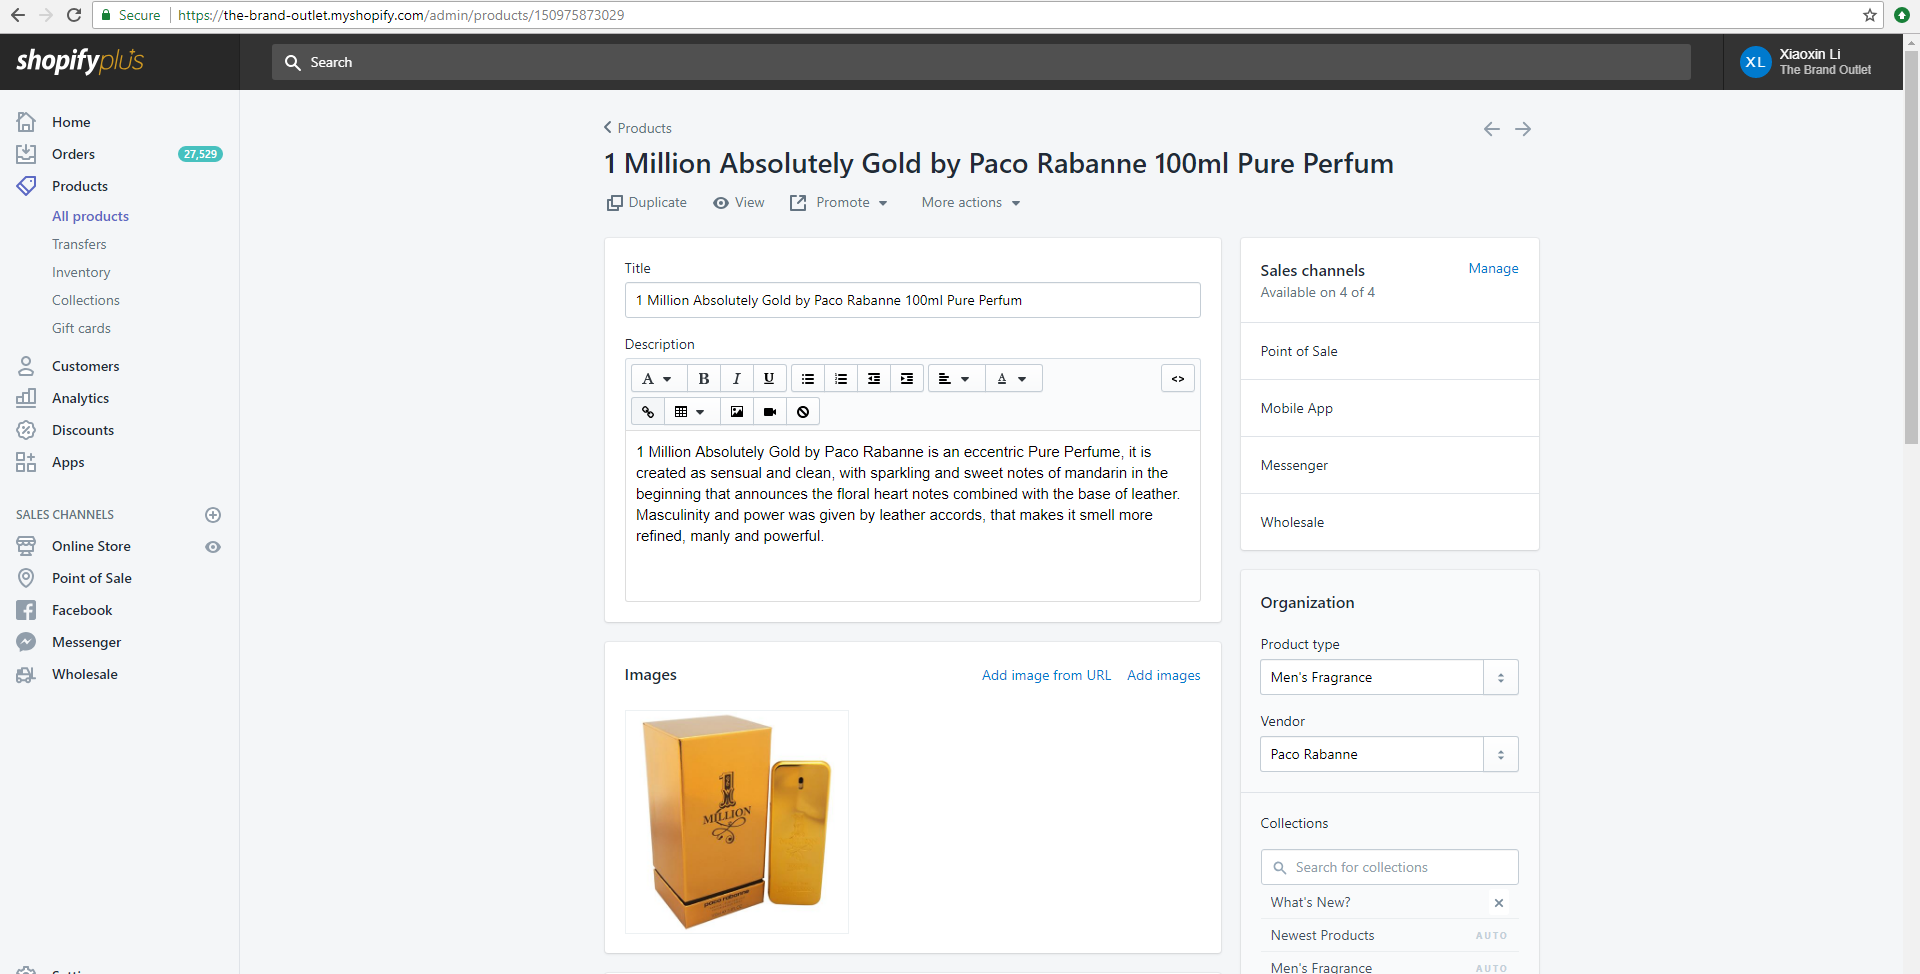 Secure https://the-brand-outlet.myshopify.com/admin/products/150975873029
shopifyplus
Search
XL
Xiaoxin Li
The Brand Outlet
Home
Orders 27,529
Products
All products
Transfers
Inventory
Collections
Gift cards
Customers
Analytics
Discounts
Apps
SALES CHANNELS
Online Store
Point of Sale
Facebook
Messenger
Wholesale
Products
1 Million Absolutely Gold by Paco Rabanne 100ml Pure Perfum
Duplicate View Promote More actions
Title
1 Million Absolutely Gold by Paco Rabanne 100ml Pure Perfum
Description
A B I U A <>
1 Million Absolutely Gold by Paco Rabanne is an eccentric Pure Perfume, it is
created as sensual and clean, with sparkling and sweet notes of mandarin in the
beginning that announces the floral heart notes combined with the base of leather.
Masculinity and power was given by leather accords, that makes it smell more
refined, manly and powerful.
Images Add image from URL Add images
1
MILLION
paco rabanne
Sales channels Manage
Available on 4 of 4
Point of Sale
Mobile App
Messenger
Wholesale
Organization
Product type
Men's Fragrance
Vendor
Paco Rabanne
Collections
Search for collections
What's New?
Newest Products AUTO
Men's Fragrance AUTO